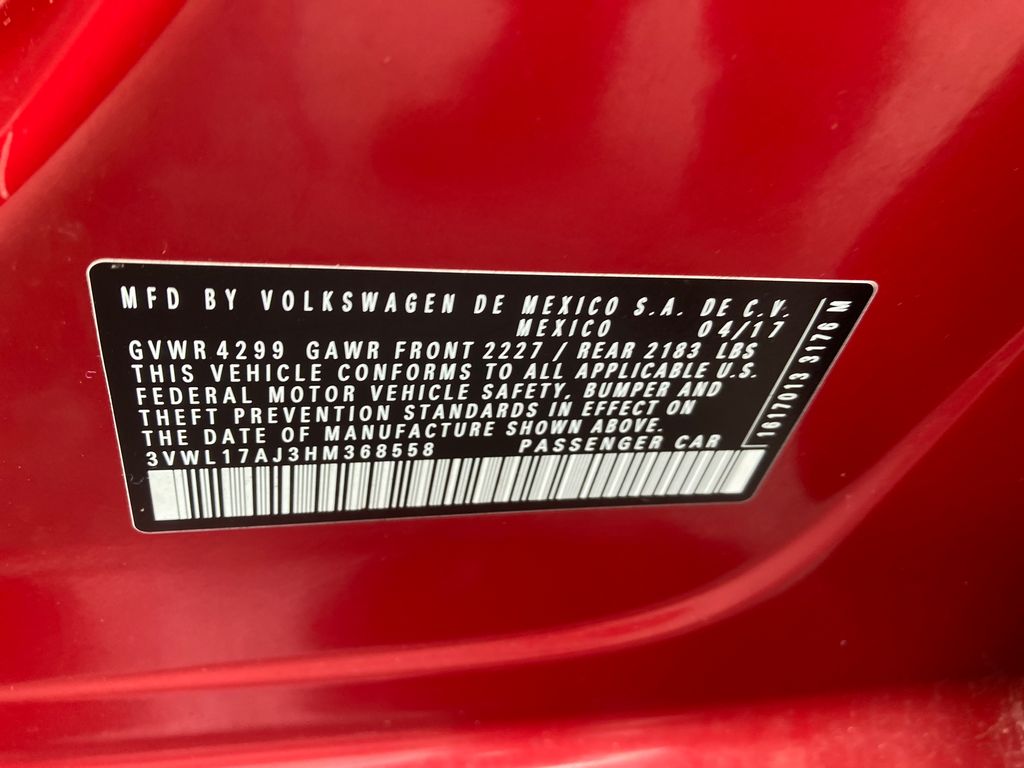 MFD BY VOLKSWAGEN DE MEXICO S.A. DE C.V.
MEXICO 04/17
GVWR 4299 GAWR FRONT 2227 / REAR 2183 LBS
THIS VEHICLE CONFORMS TO ALL APPLICABLE U.S.
FEDERAL MOTOR VEHICLE SAFETY, BUMPER AND
THEFT PREVENTION STANDARDS IN EFFECT ON
THE DATE OF MANUFACTURE SHOWN ABOVE.
3VWL17AJ3HM368558 PASSENGER CAR
1617013 3176 M